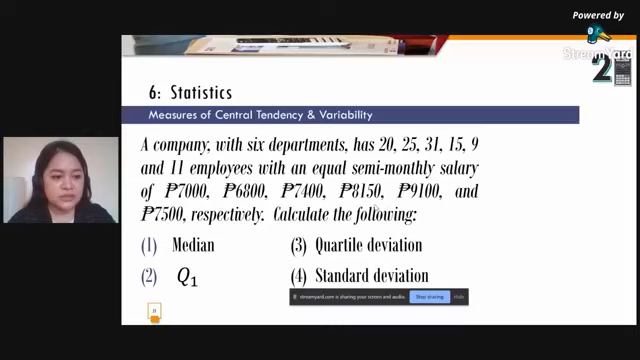 Powered by
StreamYard
2
6: Statistics
Measures of Central Tendency & Variability
A company, with six departments, has 20, 25, 31, 15, 9
and 11 employees with an equal semi-monthly salary
of ₱7000, ₱6800, ₱7400, ₱8150, ₱9100, and
₱7500, respectively. Calculate the following:
(1) Median (3) Quartile deviation
(2) Q₁ (4) Standard deviation
streamyard.com is sharing your screen and audio. Stop sharing Hide